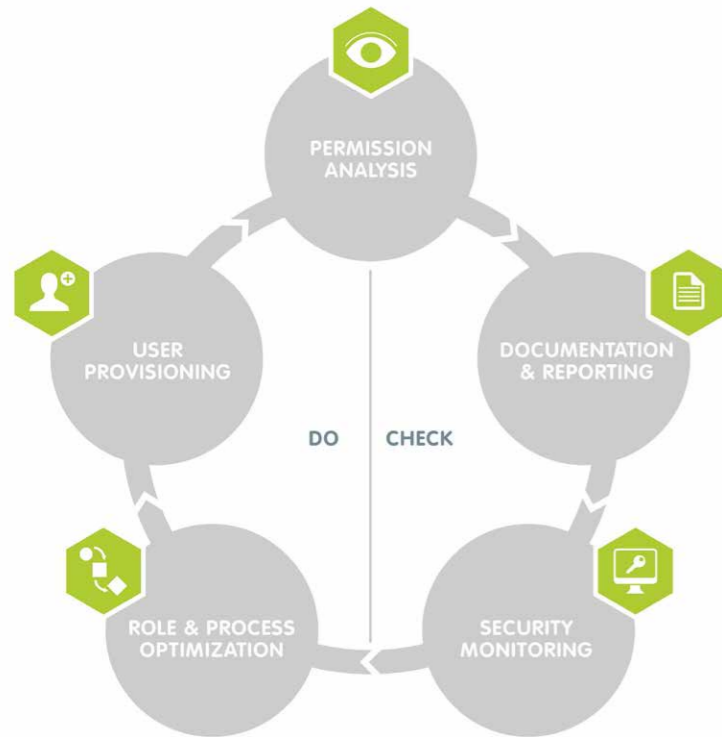 PERMISSION
ANALYSIS
USER
PROVISIONING
DOCUMENTATION
& REPORTING
DO
CHECK
ROLE & PROCESS
OPTIMIZATION
SECURITY
MONITORING